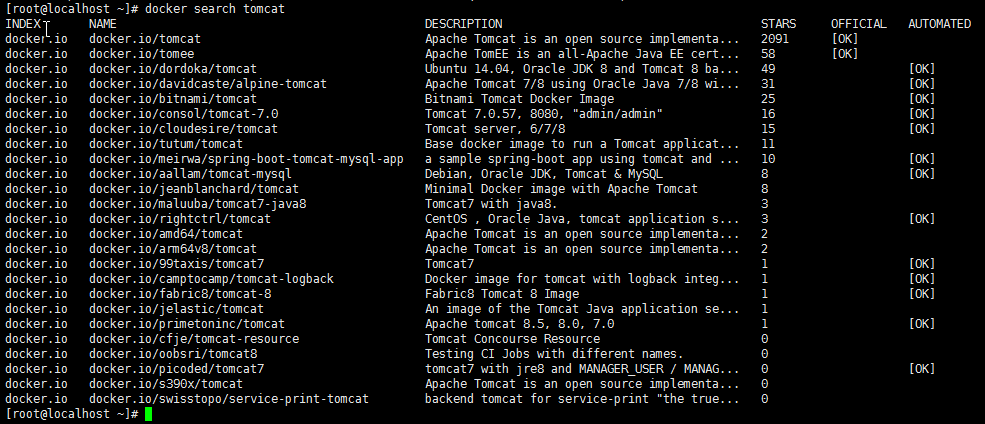 [root@localhost ~]# docker search tomcat
INDEX NAME DESCRIPTION STARS OFFICIAL AUTOMATED
docker.io docker.io/tomcat Apache Tomcat is an open source implementa... 2091 [OK]
docker.io docker.io/tomee Apache TomEE is an all-Apache Java EE cert... 58 [OK]
docker.io docker.io/dordoka/tomcat Ubuntu 14.04, Oracle JDK 8 and Tomcat 8 ba... 49 [OK]
docker.io docker.io/davidcaste/alpine-tomcat Apache Tomcat 7/8 using Oracle Java 7/8 wi... 31 [OK]
docker.io docker.io/bitnami/tomcat Bitnami Tomcat Docker Image 25 [OK]
docker.io docker.io/consol/tomcat-7.0 Tomcat 7.0.57, 8080, "admin/admin" 16 [OK]
docker.io docker.io/cloudesire/tomcat Tomcat server, 6/7/8 15 [OK]
docker.io docker.io/tutum/tomcat Base docker image to run a Tomcat applicat... 11
docker.io docker.io/meirwa/spring-boot-tomcat-mysql-app a sample spring-boot app using tomcat and ... 10 [OK]
docker.io docker.io/aallam/tomcat-mysql Debian, Oracle JDK, Tomcat & MySQL 8 [OK]
docker.io docker.io/jeanblanchard/tomcat Minimal Docker image with Apache Tomcat 8
docker.io docker.io/maluuba/tomcat7-java8 Tomcat7 with java8. 3
docker.io docker.io/rightctrl/tomcat CentOS , Oracle Java, tomcat application s... 3 [OK]
docker.io docker.io/amd64/tomcat Apache Tomcat is an open source implementa... 2
docker.io docker.io/arm64v8/tomcat Apache Tomcat is an open source implementa... 2
docker.io docker.io/99taxis/tomcat7 Tomcat7 1 [OK]
docker.io docker.io/camptocamp/tomcat-logback Docker image for tomcat with logback integ... 1 [OK]
docker.io docker.io/fabric8/tomcat-8 Fabric8 Tomcat 8 Image 1 [OK]
docker.io docker.io/jelastic/tomcat An image of the Tomcat Java application se... 1
docker.io docker.io/primetoninc/tomcat Apache tomcat 8.5, 8.0, 7.0 1 [OK]
docker.io docker.io/cfje/tomcat-resource Tomcat Concourse Resource 0
docker.io docker.io/oobsri/tomcat8 Testing CI Jobs with different names. 0
docker.io docker.io/picoded/tomcat7 tomcat7 with jre8 and MANAGER_USER / MANAG... 0 [OK]
docker.io docker.io/s390x/tomcat Apache Tomcat is an open source implementa... 0
docker.io docker.io/swisstopo/service-print-tomcat backend tomcat for service-print "the true... 0
[root@localhost ~]#